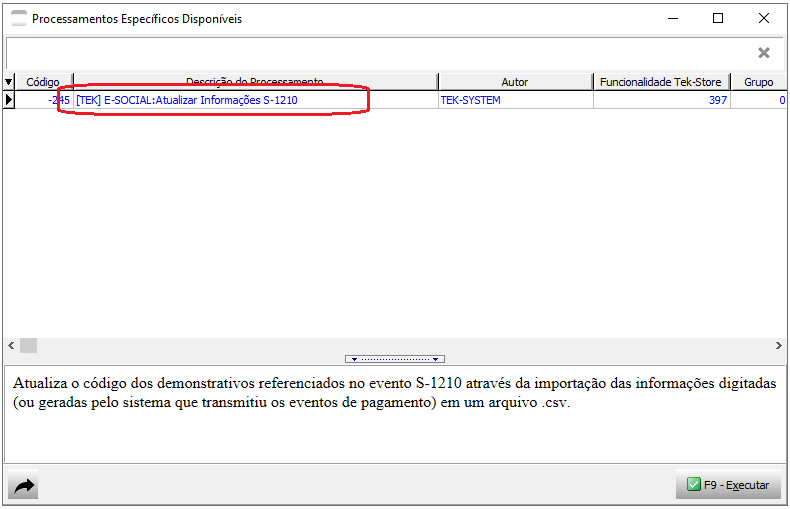 Processamentos Específicos Disponíveis
Código Descrição do Processamento Autor Funcionalidade Tek-Store Grupo
-245 [TEK] E-SOCIAL:Atualizar Informações S-1210 TEK-SYSTEM 397 0
Atualiza o código dos demonstrativos referenciados no evento S-1210 através da importação das informações digitadas
(ou geradas pelo sistema que transmitiu os eventos de pagamento) em um arquivo .csv.
F9 - Executar